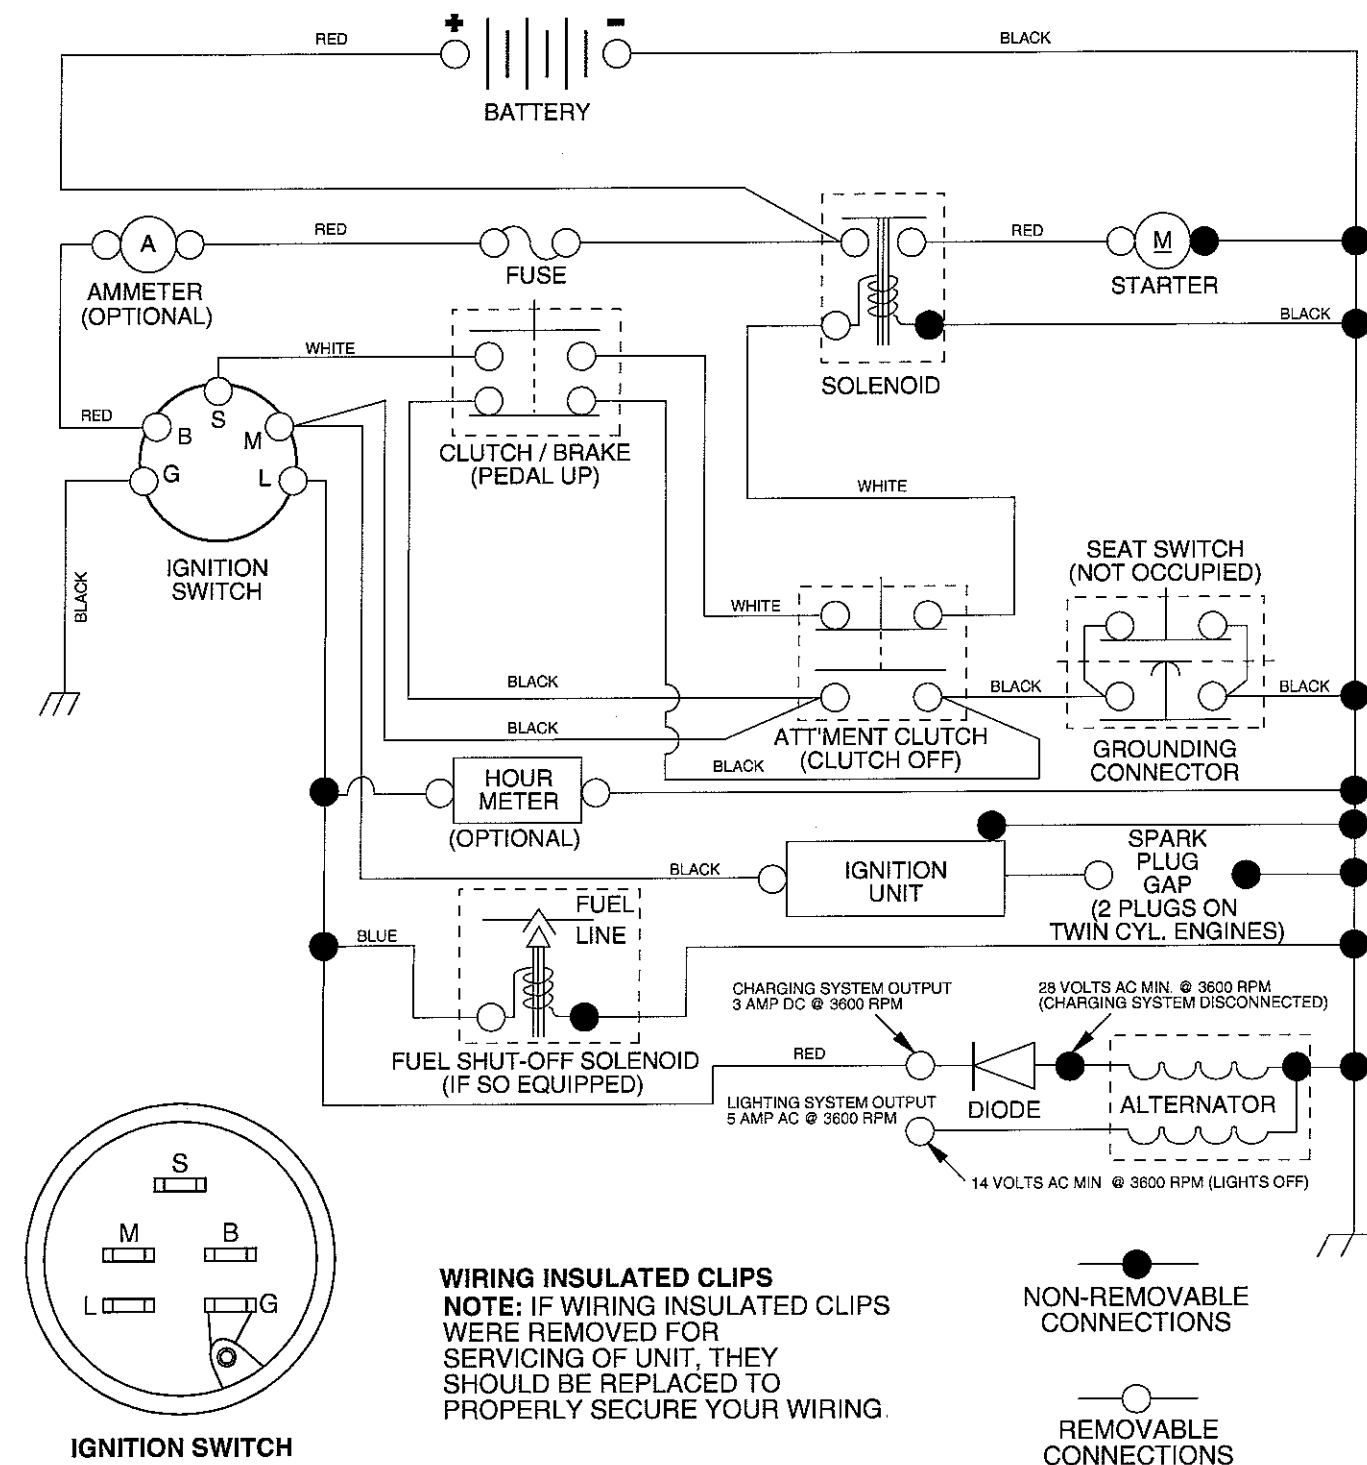 + -
RED
BLACK
BATTERY
A
RED
FUSE
RED
M
STARTER
AMMETER
(OPTIONAL)
BLACK
WHITE
SOLENOID
RED
S
B
M
G
L
CLUTCH / BRAKE
(PEDAL UP)
WHITE
IGNITION
SWITCH
BLACK
SEAT SWITCH
(NOT OCCUPIED)
WHITE
BLACK
BLACK
BLACK
BLACK
ATT'MENT CLUTCH
(CLUTCH OFF)
GROUNDING
CONNECTOR
BLACK
HOUR
METER
(OPTIONAL)
BLACK
IGNITION
UNIT
SPARK
PLUG
GAP
(2 PLUGS ON
TWIN CYL. ENGINES)
FUEL
LINE
BLUE
FUEL SHUT-OFF SOLENOID
(IF SO EQUIPPED)
CHARGING SYSTEM OUTPUT
3 AMP DC @ 3600 RPM
28 VOLTS AC MIN. @ 3600 RPM
(CHARGING SYSTEM DISCONNECTED)
RED
DIODE
ALTERNATOR
LIGHTING SYSTEM OUTPUT
5 AMP AC @ 3600 RPM
14 VOLTS AC MIN @ 3600 RPM (LIGHTS OFF)
S
M
B
L
G
IGNITION SWITCH
WIRING INSULATED CLIPS
NOTE: IF WIRING INSULATED CLIPS
WERE REMOVED FOR
SERVICING OF UNIT, THEY
SHOULD BE REPLACED TO
PROPERLY SECURE YOUR WIRING.
NON-REMOVABLE
CONNECTIONS
REMOVABLE
CONNECTIONS